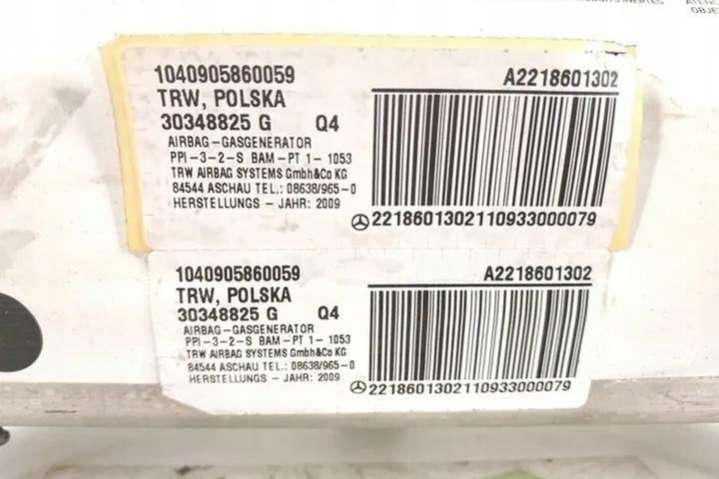 OBJE
1040905860059
A2218601302
TRW, POLSKA
30348825 G Q4
AIRBAG-GASGENERATOR
PPI-3-2-S BAM-PT 1-1053
TRW AIRBAG SYSTEMS Gmbh&Co KG
84544 ASCHAU TEL.: 08638/965-0
HERSTELLUNGS - JAHR: 2009
2218601302110933000079
1040905860059
A2218601302
TRW, POLSKA
30348825 G Q4
AIRBAG-GASGENERATOR
PPI-3-2-S BAM-PT 1-1053
TRW AIRBAG SYSTEMS Gmbh&Co KG
84544 ASCHAU TEL.: 08638/965-0
HERSTELLUNGS - JAHR: 2009
2218601302110933000079